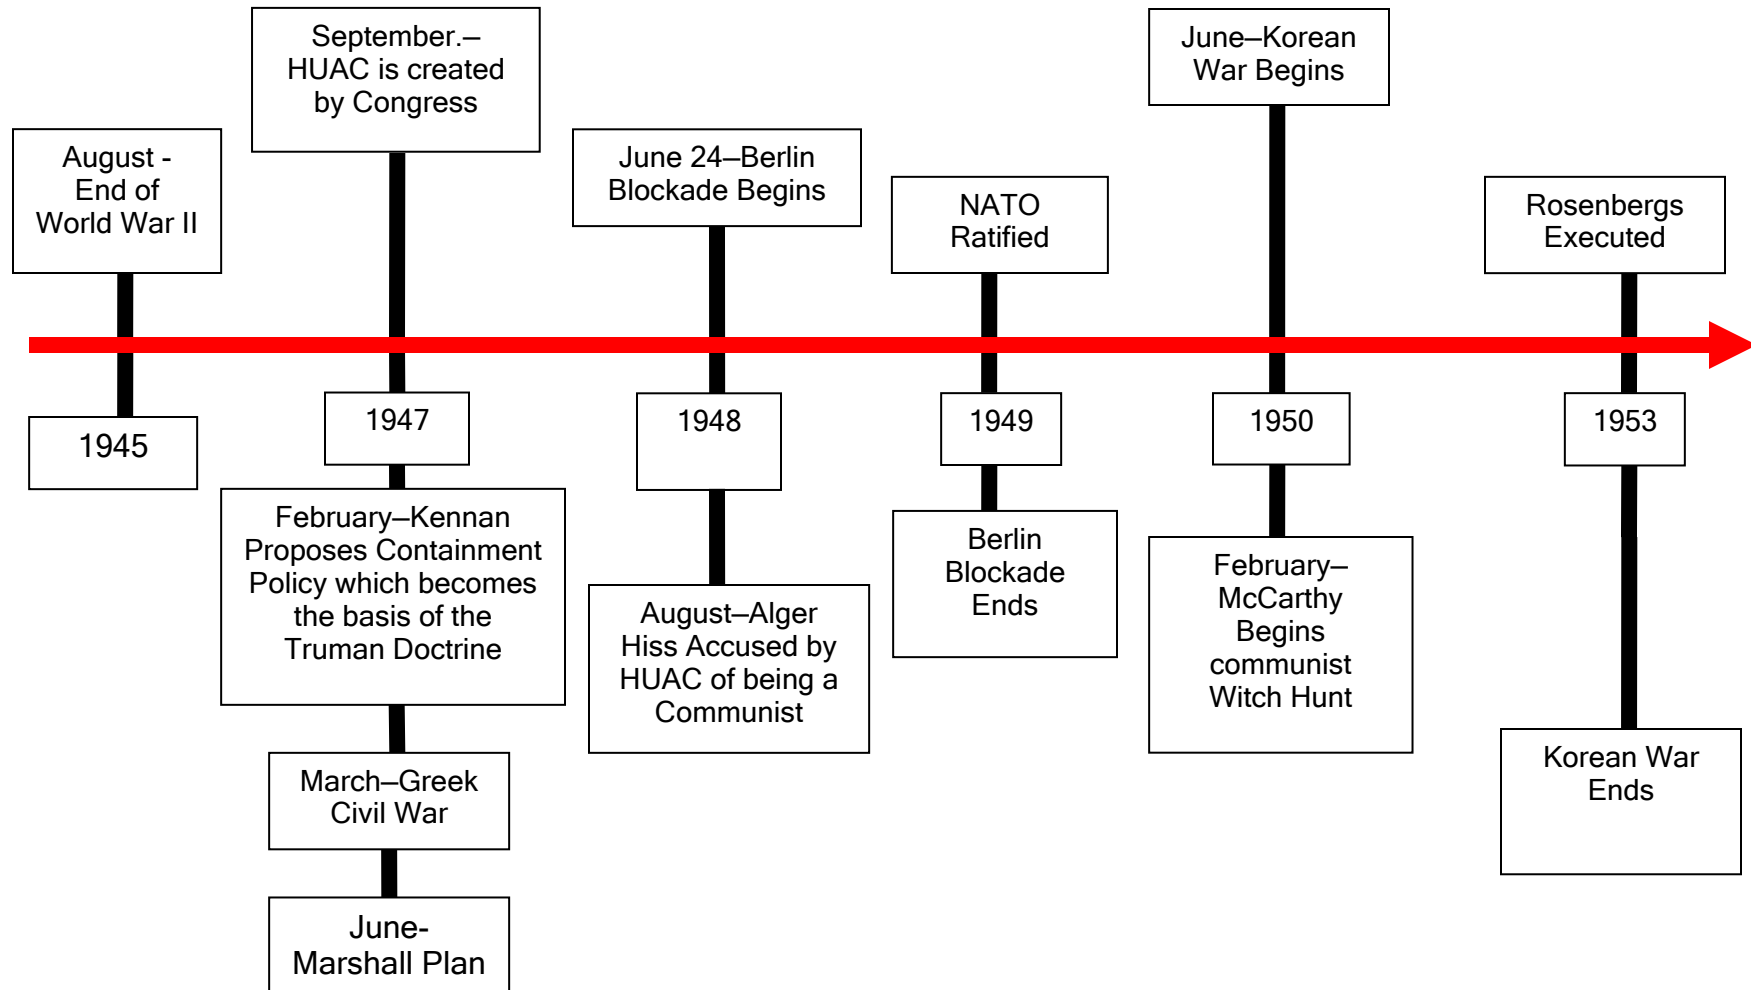 August -
End of
World War II
1945
September.–
HUAC is created
by Congress
1947
February–Kennan
Proposes Containment
Policy which becomes
the basis of the
Truman Doctrine
March–Greek
Civil War
June-
Marshall Plan
June 24–Berlin
Blockade Begins
1948
August–Alger
Hiss Accused by
HUAC of being a
Communist
NATO
Ratified
1949
Berlin
Blockade
Ends
June–Korean
War Begins
1950
February–
McCarthy
Begins
communist
Witch Hunt
Rosenbergs
Executed
1953
Korean War
Ends